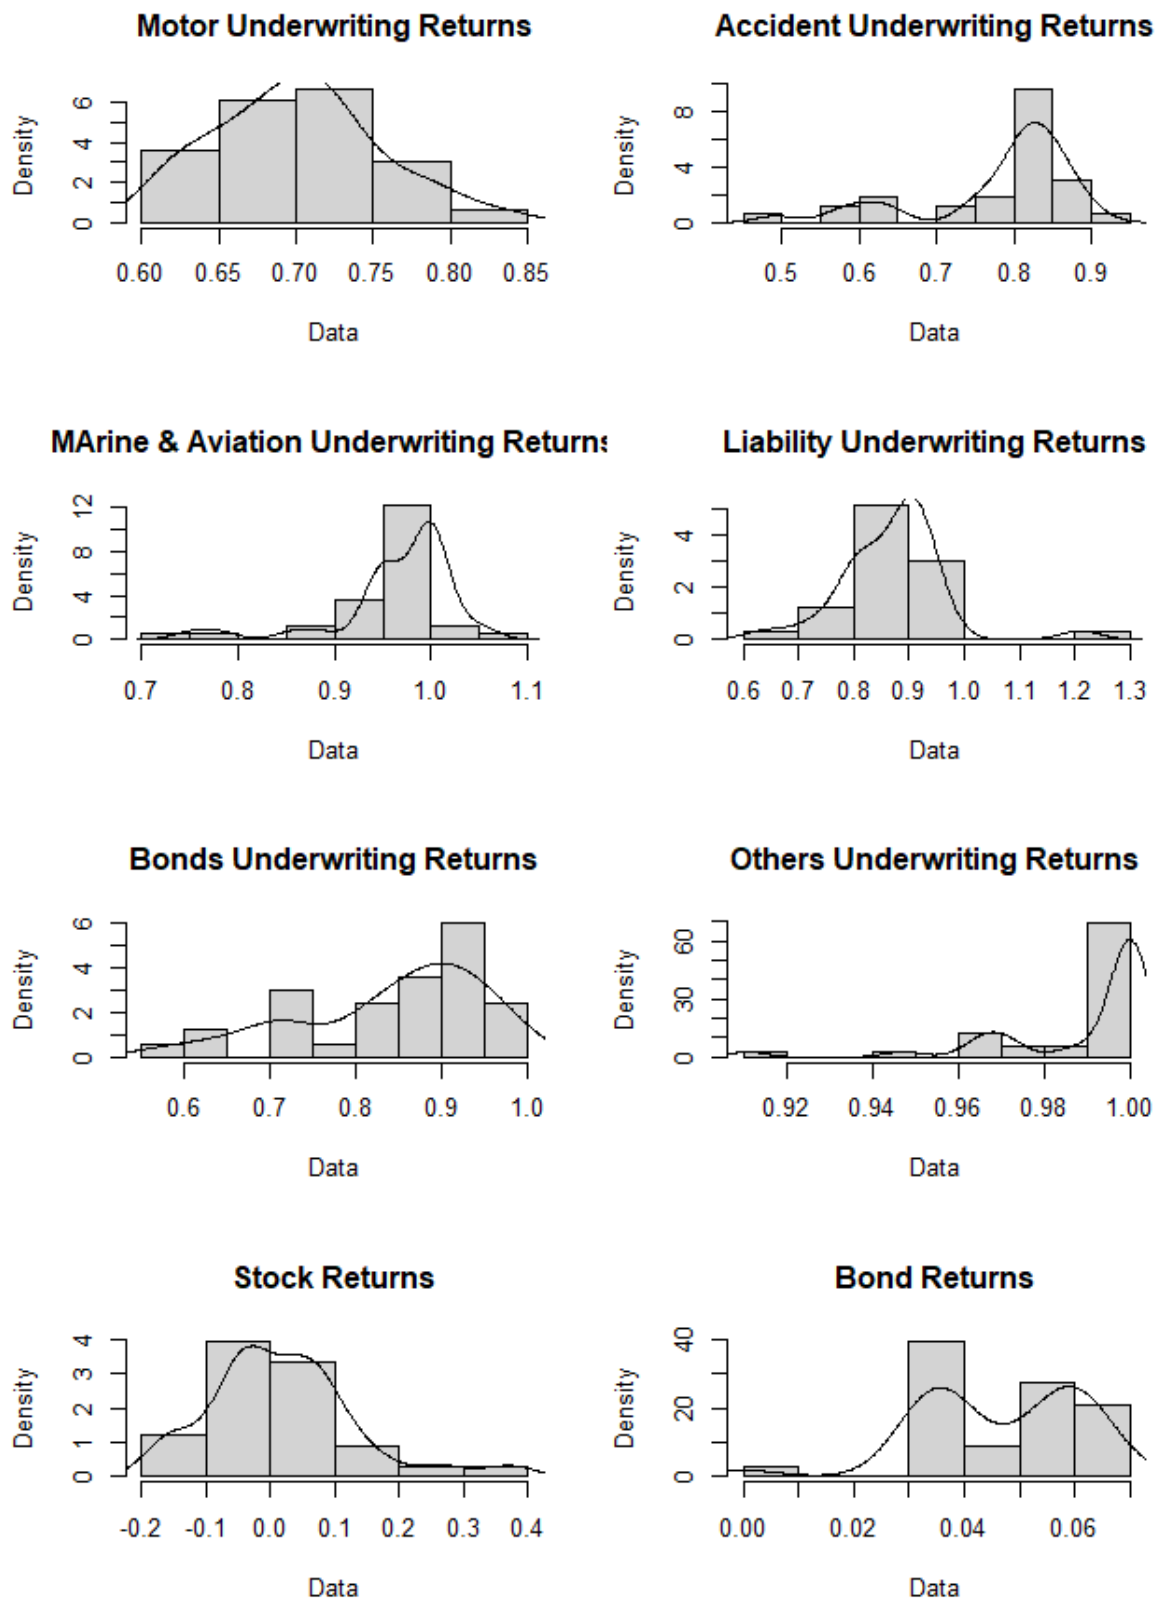 Motor Underwriting Returns
Density
0 2 4 6
0.60 0.65 0.70 0.75 0.80 0.85
Data
Accident Underwriting Returns
Density
0 4 8
0.5 0.6 0.7 0.8 0.9
Data
MArine & Aviation Underwriting Returns
Density
0 4 8 12
0.7 0.8 0.9 1.0 1.1
Data
Liability Underwriting Returns
Density
0 2 4
0.6 0.7 0.8 0.9 1.0 1.1 1.2 1.3
Data
Bonds Underwriting Returns
Density
0 2 4 6
0.6 0.7 0.8 0.9 1.0
Data
Others Underwriting Returns
Density
0 30 60
0.92 0.94 0.96 0.98 1.00
Data
Stock Returns
Density
0 1 2 3 4
-0.2 -0.1 0.0 0.1 0.2 0.3 0.4
Data
Bond Returns
Density
0 20 40
0.00 0.02 0.04 0.06
Data